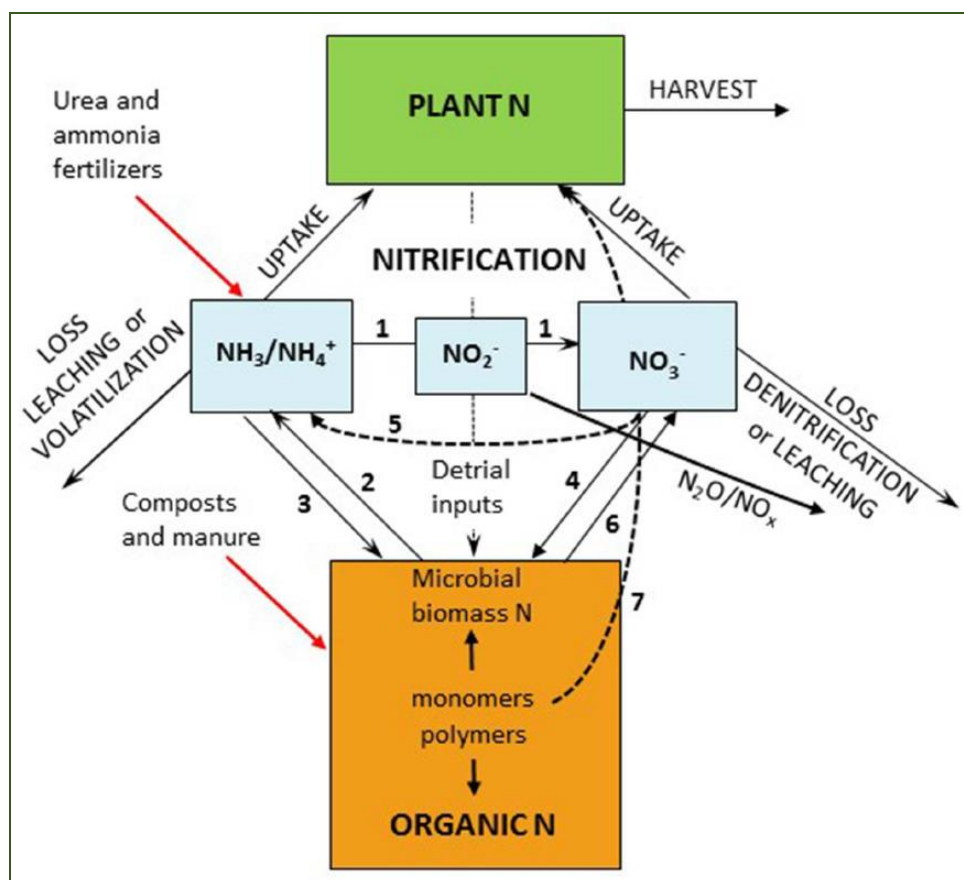 PLANT N
HARVEST
Urea and
ammonia
fertilizers
UPTAKE
UPTAKE
NITRIFICATION
LOSS
LEACHING or
VOLATILIZATION
NH₃/NH₄⁺
1
NO₂⁻
1
NO₃⁻
LOSS
DENITRIFICATION
or LEACHING
N₂O/NOₓ
5
Detrial
inputs
2
3
4
6
Composts
and manure
Microbial
biomass N
7
monomers
polymers
ORGANIC N